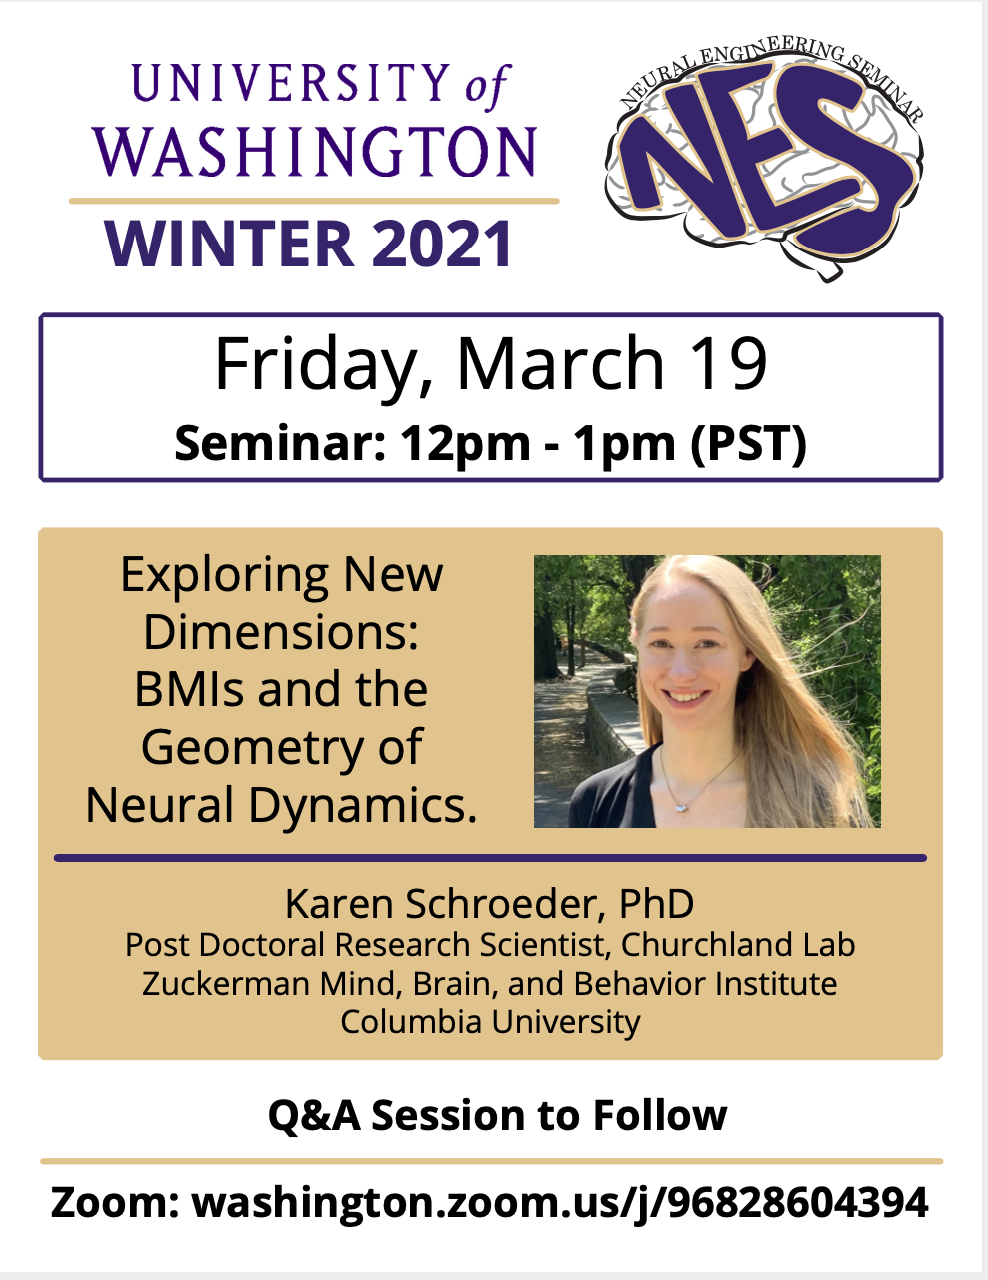 UNIVERSITY of
WASHINGTON
WINTER 2021
NEURAL ENGINEERING SEMINAR
NES
Friday, March 19
Seminar: 12pm - 1pm (PST)
Exploring New
Dimensions:
BMIs and the
Geometry of
Neural Dynamics.
Karen Schroeder, PhD
Post Doctoral Research Scientist, Churchland Lab
Zuckerman Mind, Brain, and Behavior Institute
Columbia University
Q&A Session to Follow
Zoom: washington.zoom.us/j/96828604394